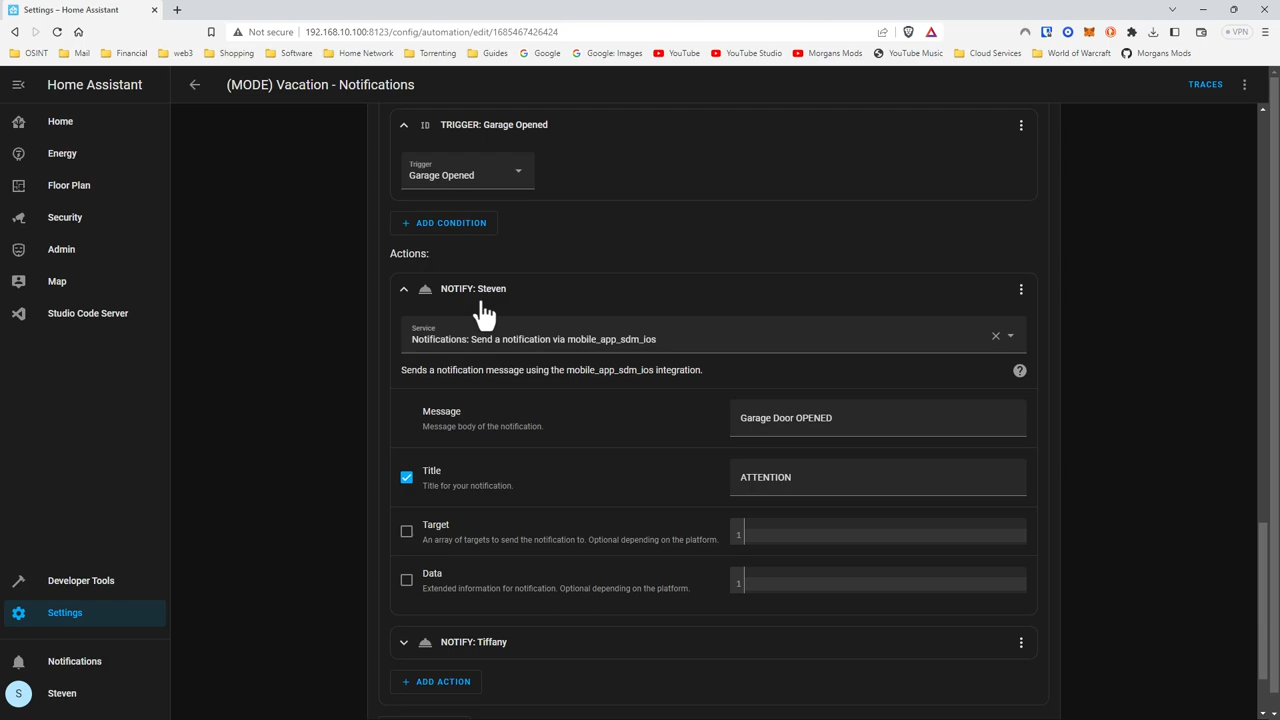 Settings – Home Assistant
Not secure
192.168.10.100:8123/config/automation/edit/1685467426424
VPN
OSINT
Mail
Financial
web3
Shopping
Software
Home Network
Torrenting
Guides
Google
Google: Images
YouTube
YouTube Studio
Morgans Mods
YouTube Music
Cloud Services
World of Warcraft
Morgans Mods
Home Assistant
(MODE) Vacation - Notifications
TRACES
Home
Energy
Floor Plan
Security
Admin
Map
Studio Code Server
Developer Tools
Settings
Notifications
S
Steven
ID
TRIGGER: Garage Opened
Trigger
Garage Opened
+ ADD CONDITION
Actions:
NOTIFY: Steven
Service
Notifications: Send a notification via mobile_app_sdm_ios
Sends a notification message using the mobile_app_sdm_ios integration.
Message
Message body of the notification.
Garage Door OPENED
Title
Title for your notification.
ATTENTION
Target
An array of targets to send the notification to. Optional depending on the platform.
1
Data
Extended information for notification. Optional depending on the platform.
1
NOTIFY: Tiffany
+ ADD ACTION